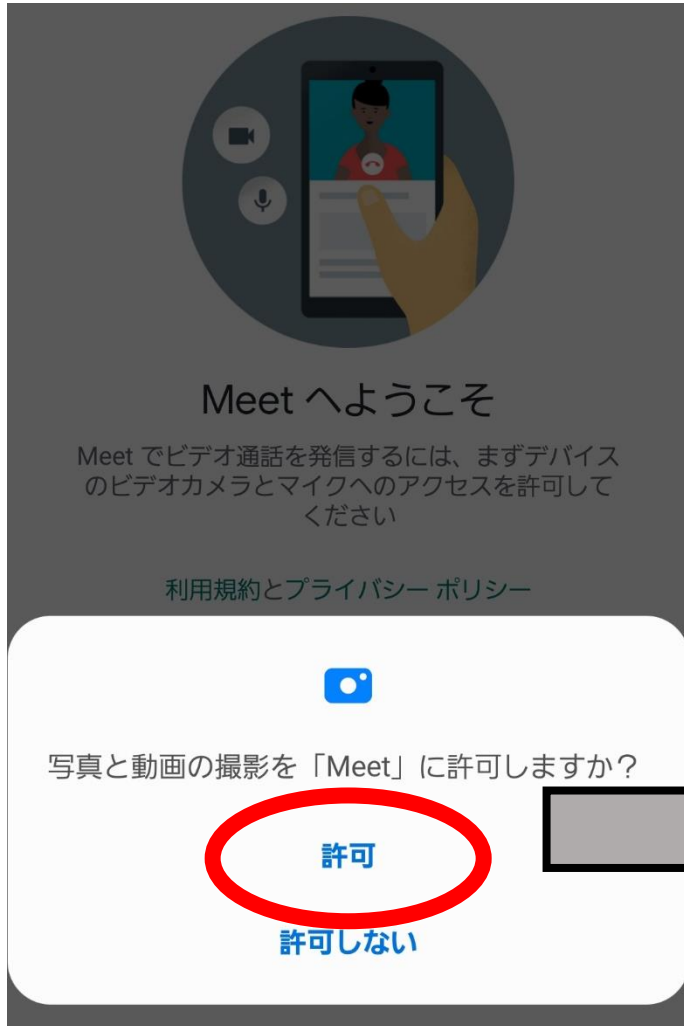 Meet へようこそ
Meet でビデオ通話を発信するには、まずデバイス
のビデオカメラとマイクへのアクセスを許可して
ください
利用規約とプライバシー ポリシー
写真と動画の撮影を「Meet」に許可しますか？
許可
許可しない